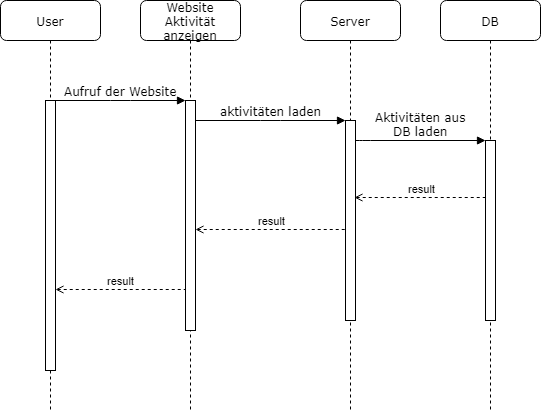 User
Website
Aktivität
anzeigen
Server
DB
Aufruf der Website
aktivitäten laden
Aktivitäten aus
DB laden
result
result
result